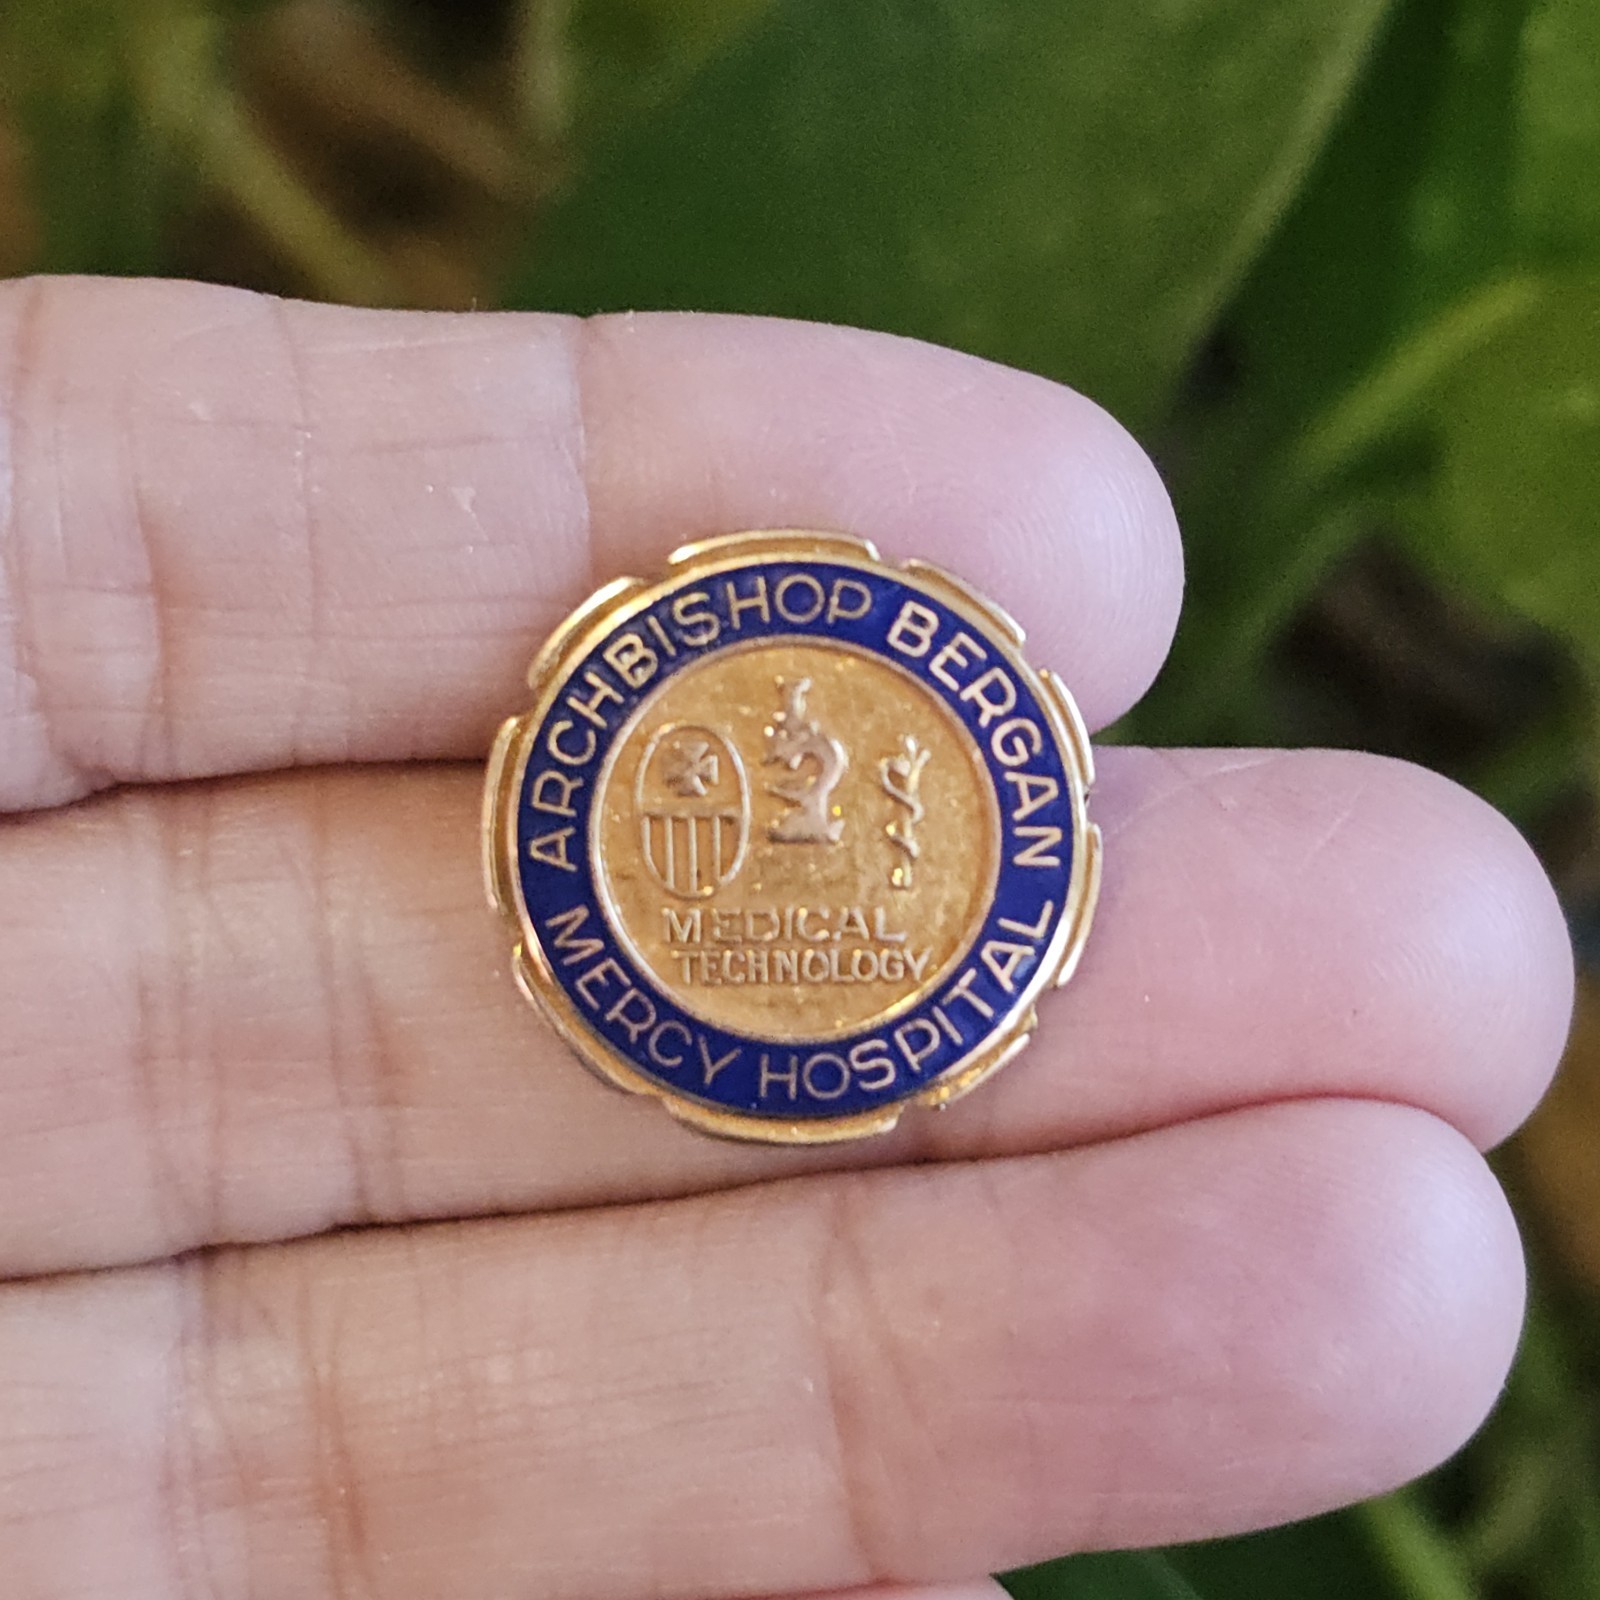 ARCHBISHOP BERGAN
MERCY HOSPITAL
MEDICAL
TECHNOLOGY